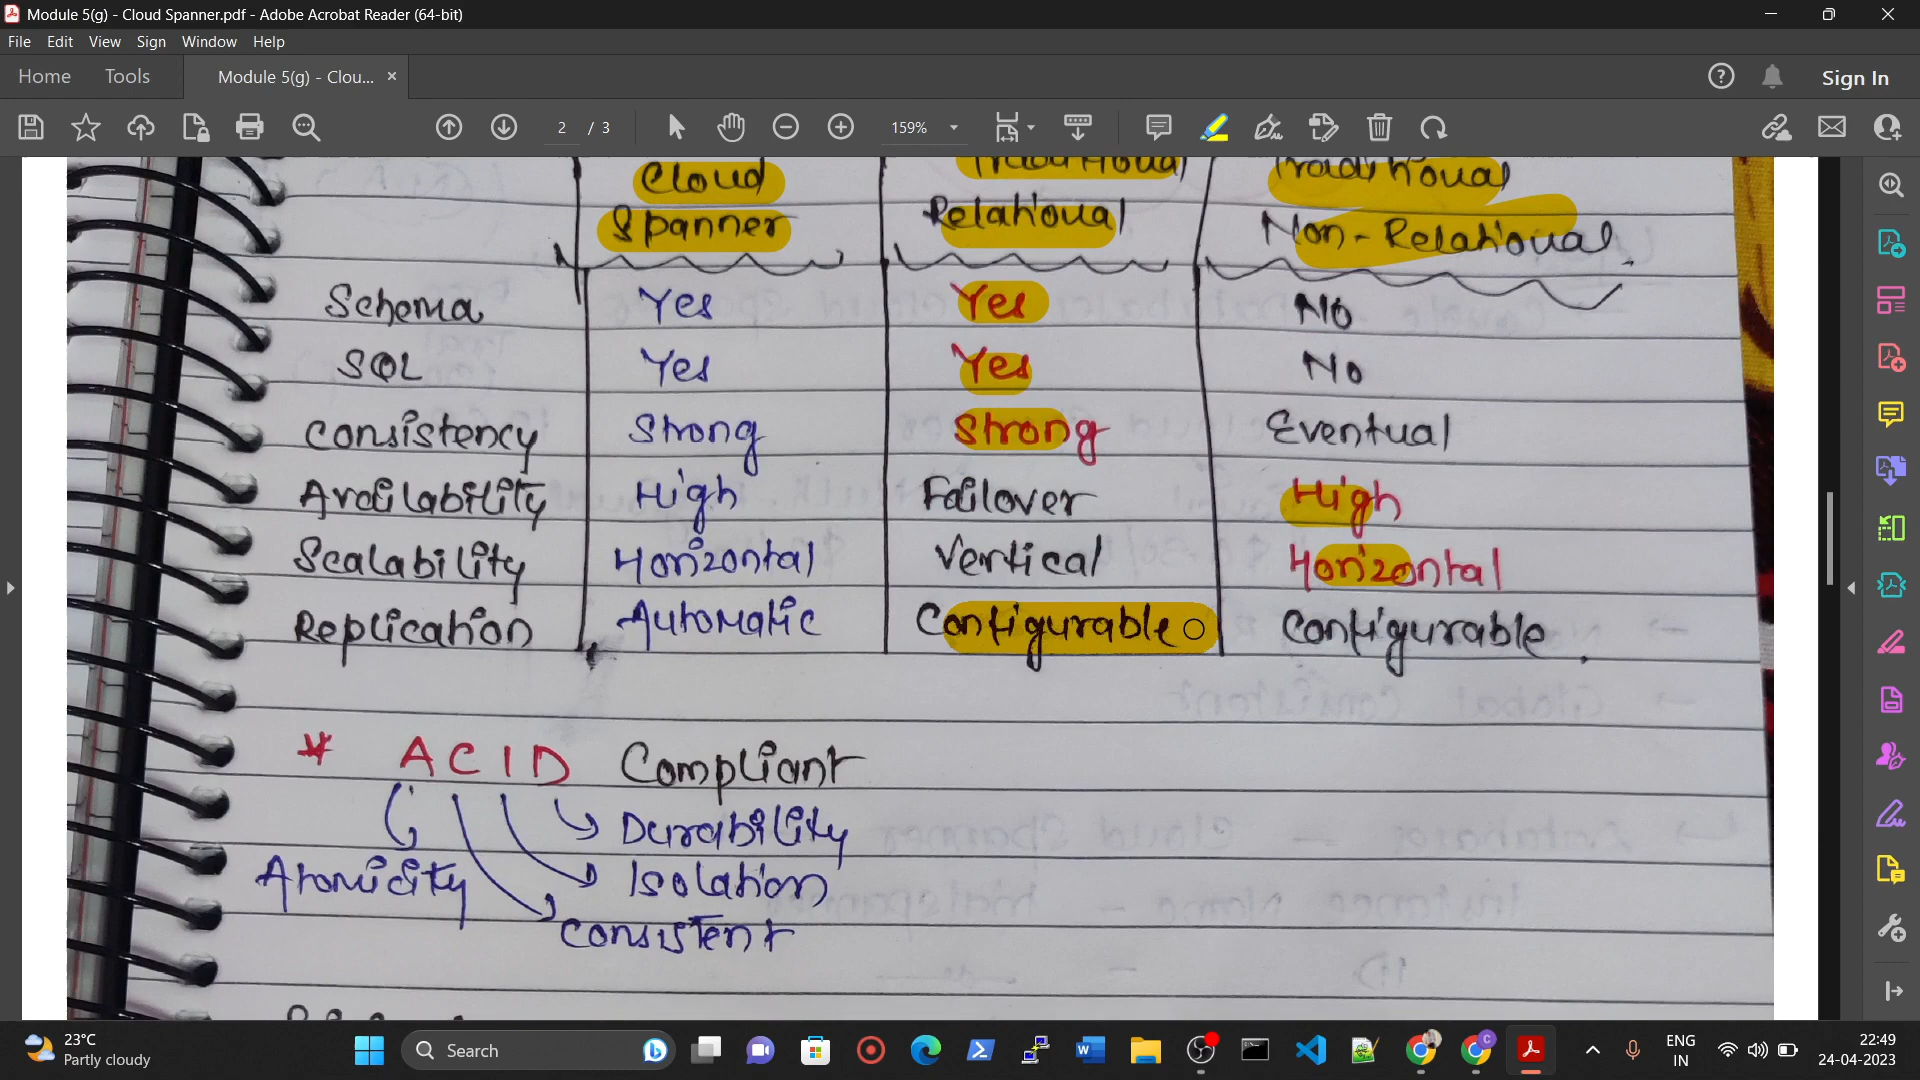 Module 5(g) - Cloud Spanner.pdf - Adobe Acrobat Reader (64-bit)
File Edit View Sign Window Help
Home Tools Module 5(g) - Clou... × Sign In
2 / 3 159%
Cloud Traditional Traditional
Spanner Relational Non-Relational
Schema Yes Yes No
SQL Yes Yes No
Consistency Strong Strong Eventual
Availability High Failover High
Scalability Horizontal Vertical Horizontal
Replication Automatic Configurable Configurable.
* ACID Compliant
Durability
Atomicity Isolation
Consistent
23°C
Partly cloudy
Search
ENG
IN
22:49
24-04-2023